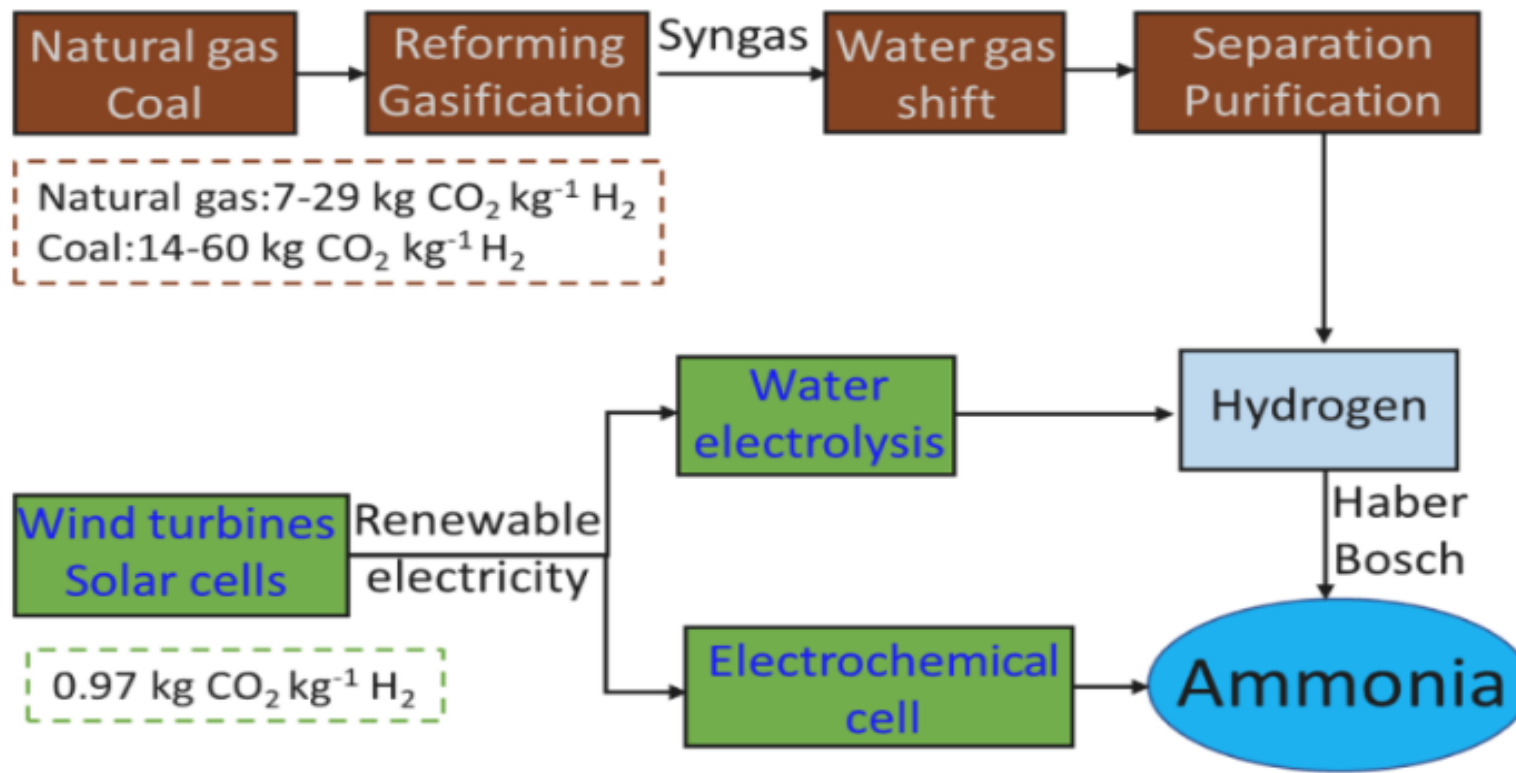 Natural gas
Coal
Reforming
Gasification
Syngas
Water gas
shift
Separation
Purification
Natural gas:7-29 kg CO₂ kg⁻¹ H₂
Coal:14-60 kg CO₂ kg⁻¹ H₂
Water
electrolysis
Hydrogen
Wind turbines
Solar cells
Renewable
electricity
Haber
Bosch
0.97 kg CO₂ kg⁻¹ H₂
Electrochemical
cell
Ammonia